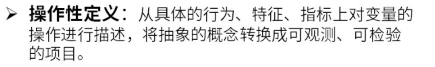 ➢ 操作性定义：从具体的行为、特征、指标上对变量的
操作进行描述，将抽象的概念转换成可观测、可检验
的项目。